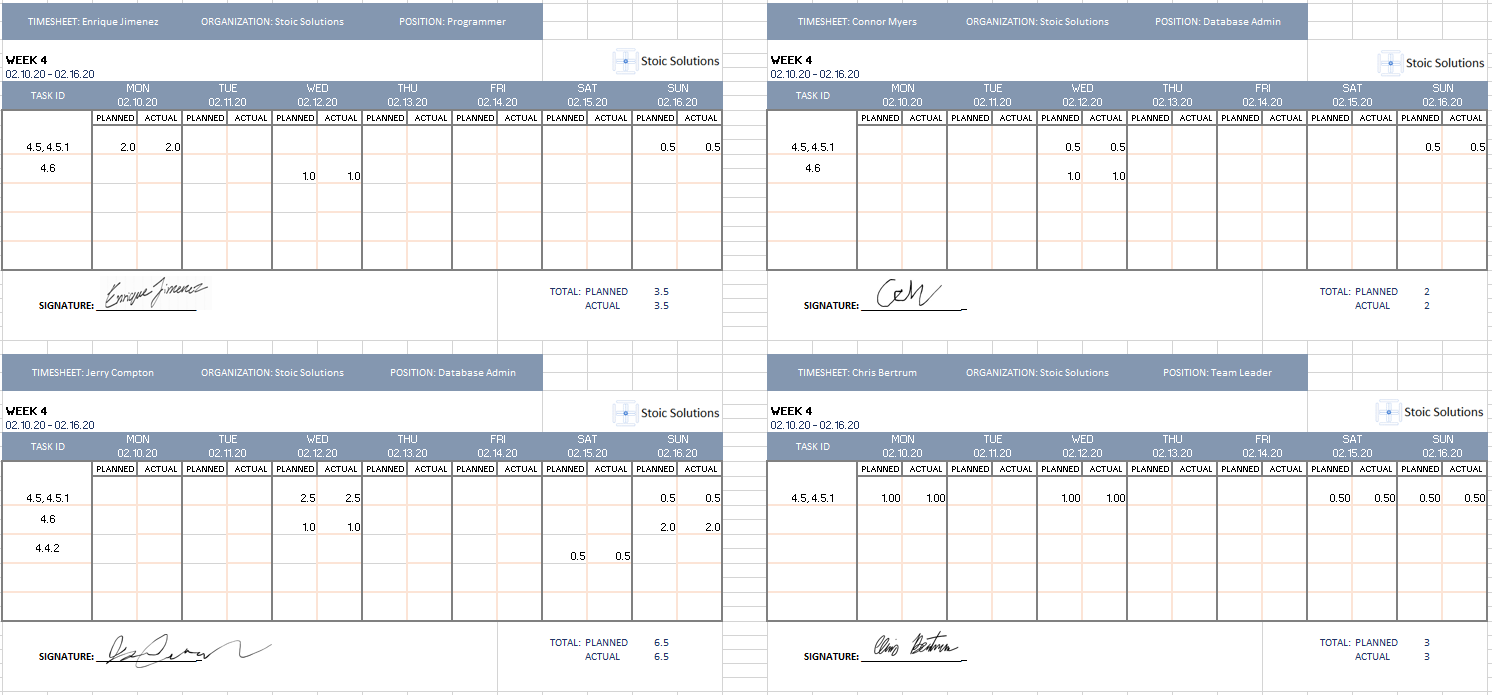 TIMESHEET: Enrique Jimenez ORGANIZATION: Stoic Solutions POSITION: Programmer
WEEK 4
02.10.20 - 02.16.20
Stoic Solutions
TASK ID MON TUE WED THU FRI SAT SUN
02.10.20 02.11.20 02.12.20 02.13.20 02.14.20 02.15.20 02.16.20
PLANNED ACTUAL PLANNED ACTUAL PLANNED ACTUAL PLANNED ACTUAL PLANNED ACTUAL PLANNED ACTUAL PLANNED ACTUAL
4.5, 4.5.1 2.0 2.0 0.5 0.5
4.6 1.0 1.0
SIGNATURE: Enrique Jimenez
TOTAL: PLANNED 3.5
ACTUAL 3.5
TIMESHEET: Connor Myers ORGANIZATION: Stoic Solutions POSITION: Database Admin
WEEK 4
02.10.20 - 02.16.20
Stoic Solutions
TASK ID MON TUE WED THU FRI SAT SUN
02.10.20 02.11.20 02.12.20 02.13.20 02.14.20 02.15.20 02.16.20
PLANNED ACTUAL PLANNED ACTUAL PLANNED ACTUAL PLANNED ACTUAL PLANNED ACTUAL PLANNED ACTUAL PLANNED ACTUAL
4.5, 4.5.1 0.5 0.5 0.5 0.5
4.6 1.0 1.0
SIGNATURE:
TOTAL: PLANNED 2
ACTUAL 2
TIMESHEET: Jerry Compton ORGANIZATION: Stoic Solutions POSITION: Database Admin
WEEK 4
02.10.20 - 02.16.20
Stoic Solutions
TASK ID MON TUE WED THU FRI SAT SUN
02.10.20 02.11.20 02.12.20 02.13.20 02.14.20 02.15.20 02.16.20
PLANNED ACTUAL PLANNED ACTUAL PLANNED ACTUAL PLANNED ACTUAL PLANNED ACTUAL PLANNED ACTUAL PLANNED ACTUAL
4.5, 4.5.1 2.5 2.5 0.5 0.5
4.6 1.0 1.0 2.0 2.0
4.4.2 0.5 0.5
SIGNATURE:
TOTAL: PLANNED 6.5
ACTUAL 6.5
TIMESHEET: Chris Bertrum ORGANIZATION: Stoic Solutions POSITION: Team Leader
WEEK 4
02.10.20 - 02.16.20
Stoic Solutions
TASK ID MON TUE WED THU FRI SAT SUN
02.10.20 02.11.20 02.12.20 02.13.20 02.14.20 02.15.20 02.16.20
PLANNED ACTUAL PLANNED ACTUAL PLANNED ACTUAL PLANNED ACTUAL PLANNED ACTUAL PLANNED ACTUAL PLANNED ACTUAL
4.5, 4.5.1 1.00 1.00 1.00 1.00 0.50 0.50 0.50 0.50
SIGNATURE: Chris Bertrum
TOTAL: PLANNED 3
ACTUAL 3